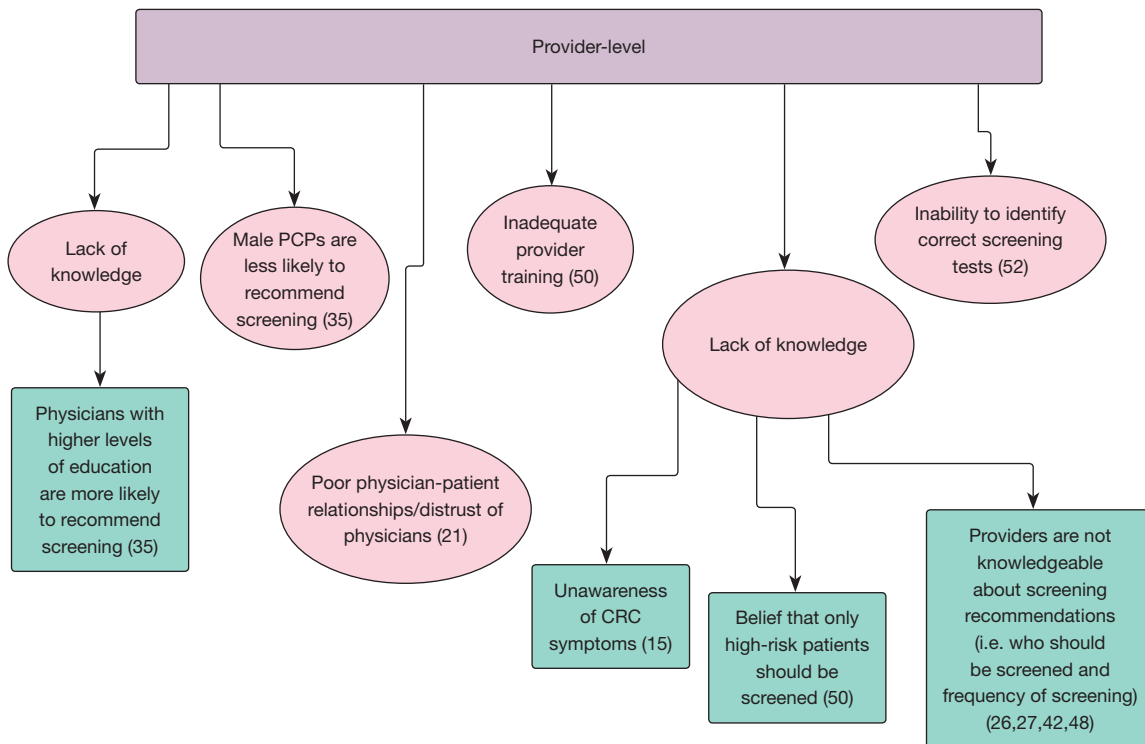 Provider-level
Lack of
knowledge
Male PCPs are
less likely to
recommend
screening (35)
Inadequate
provider
training (50)
Inability to identify
correct screening
tests (52)
Lack of knowledge
Physicians with
higher levels
of education
are more likely
to recommend
screening (35)
Poor physician-patient
relationships/distrust of
physicians (21)
Unawareness
of CRC
symptoms (15)
Belief that only
high-risk patients
should be
screened (50)
Providers are not
knowledgeable
about screening
recommendations
(i.e. who should
be screened and
frequency of screening)
(26,27,42,48)